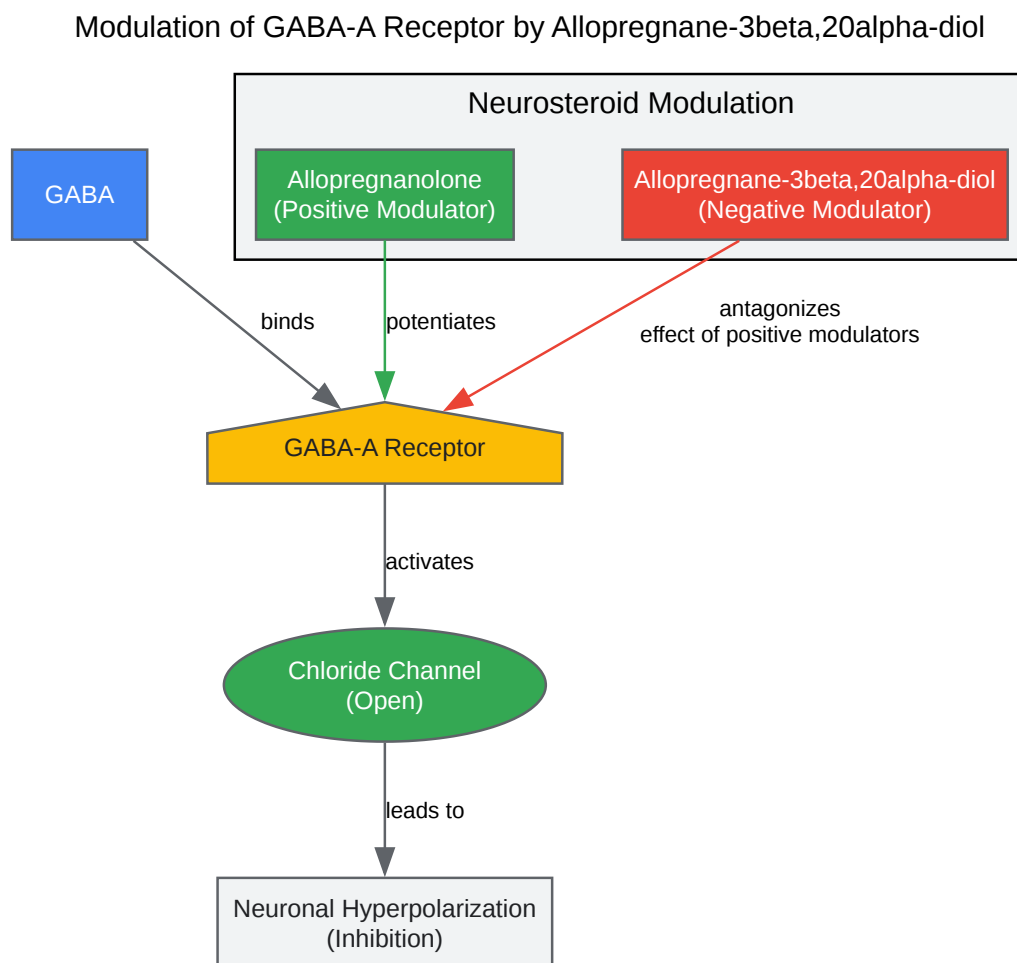 Modulation of GABA-A Receptor by Allopregnane-3beta,20alpha-diol
Neurosteroid Modulation
GABA
Allopregnanolone
(Positive Modulator)
Allopregnane-3beta,20alpha-diol
(Negative Modulator)
binds
potentiates
antagonizes
effect of positive modulators
GABA-A Receptor
activates
Chloride Channel
(Open)
leads to
Neuronal Hyperpolarization
(Inhibition)